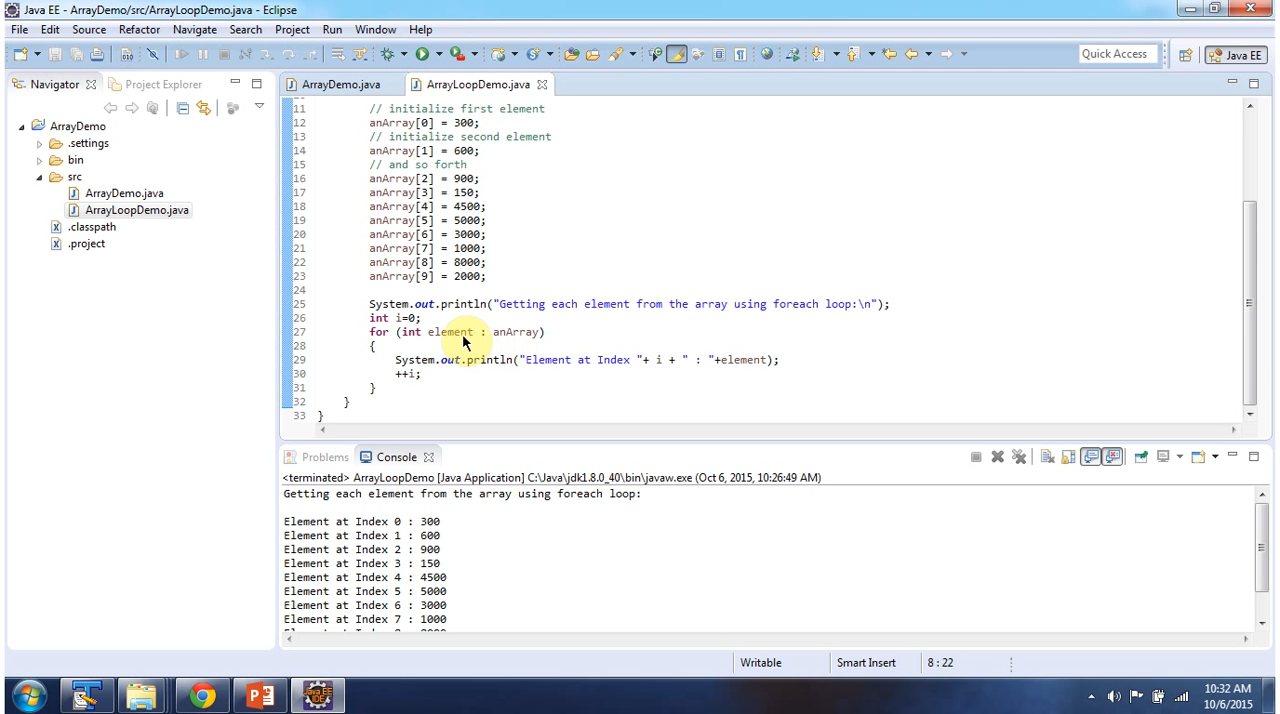 Java EE - ArrayDemo/src/ArrayLoopDemo.java - Eclipse
File Edit Source Refactor Navigate Search Project Run Window Help
Quick Access
Java EE
Navigator
Project Explorer
ArrayDemo.java
ArrayLoopDemo.java
ArrayDemo
.settings
bin
src
ArrayDemo.java
ArrayLoopDemo.java
.classpath
.project
11 // initialize first element
12 anArray[0] = 300;
13 // initialize second element
14 anArray[1] = 600;
15 // and so forth
16 anArray[2] = 900;
17 anArray[3] = 150;
18 anArray[4] = 4500;
19 anArray[5] = 5000;
20 anArray[6] = 3000;
21 anArray[7] = 1000;
22 anArray[8] = 8000;
23 anArray[9] = 2000;
24
25 System.out.println("Getting each element from the array using foreach loop:\n");
26 int i=0;
27 for (int element : anArray)
28 {
29 System.out.println("Element at Index "+ i + " : "+element);
30 ++i;
31 }
32 }
33 }
Problems
Console
<terminated> ArrayLoopDemo [Java Application] C:\Java\jdk1.8.0_40\bin\javaw.exe (Oct 6, 2015, 10:26:49 AM)
Getting each element from the array using foreach loop:
Element at Index 0 : 300
Element at Index 1 : 600
Element at Index 2 : 900
Element at Index 3 : 150
Element at Index 4 : 4500
Element at Index 5 : 5000
Element at Index 6 : 3000
Element at Index 7 : 1000
Writable
Smart Insert
8 : 22
10:32 AM
10/6/2015